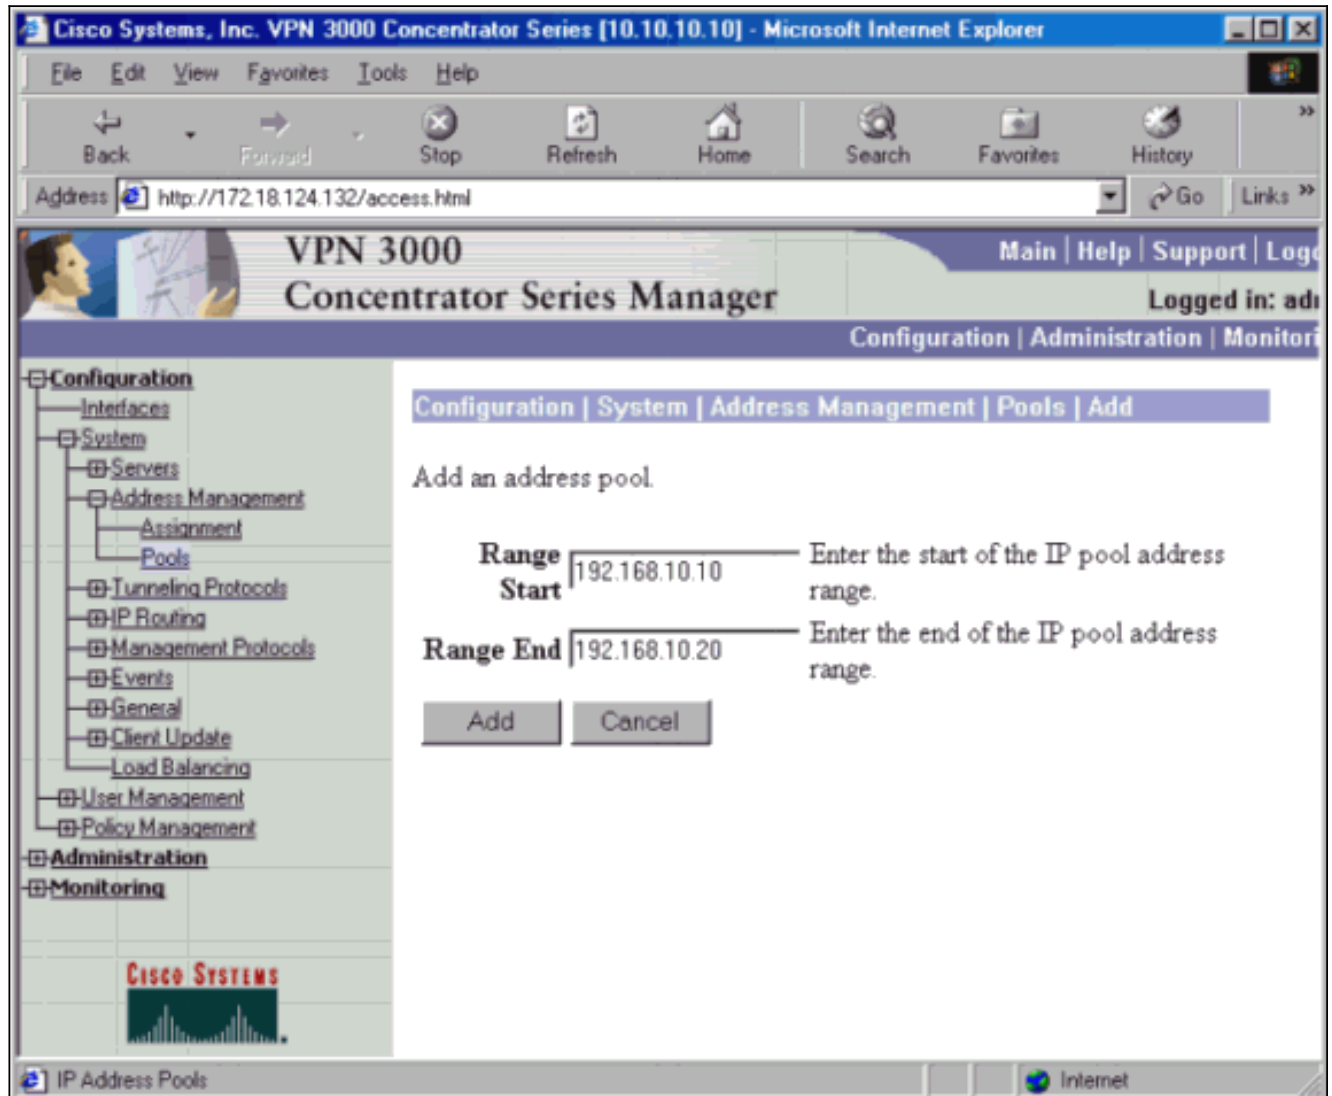 Cisco Systems, Inc. VPN 3000 Concentrator Series [10.10.10.10] - Microsoft Internet Explorer
File Edit View Favorites Tools Help
Back Forward Stop Refresh Home Search Favorites History »
Address http://172.18.124.132/access.html Go Links »
VPN 3000
Concentrator Series Manager
Main | Help | Support | Logo
Logged in: adi
Configuration | Administration | Monitori
Configuration
Interfaces
System
Servers
Address Management
Assignment
Pools
Tunneling Protocols
IP Routing
Management Protocols
Events
General
Client Update
Load Balancing
User Management
Policy Management
Administration
Monitoring
CISCO SYSTEMS
Configuration | System | Address Management | Pools | Add
Add an address pool.
Range Start 192.168.10.10 Enter the start of the IP pool address
range.
Range End 192.168.10.20 Enter the end of the IP pool address
range.
Add Cancel
IP Address Pools Internet